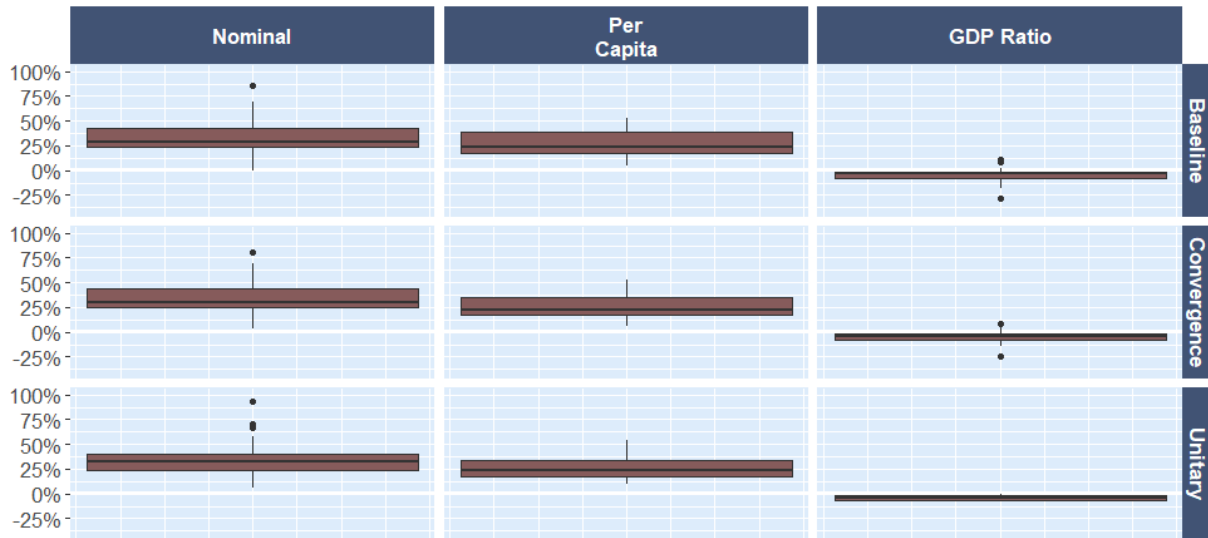 Nominal
Per
Capita
GDP Ratio
100%
75%
50%
25%
0%
-25%
Baseline
100%
75%
50%
25%
0%
-25%
Convergence
100%
75%
50%
25%
0%
-25%
Unitary